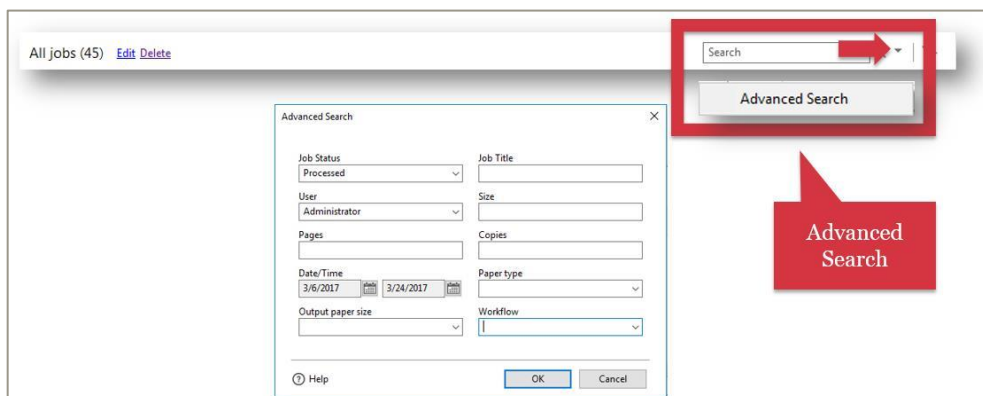 All jobs (45) Edit Delete
Search
Advanced Search
Advanced Search
Job Status
Processed
Job Title
User
Administrator
Size
Pages
Copies
Date/Time
3/6/2017 3/24/2017
Paper type
Output paper size
Workflow
Help
OK
Cancel
Advanced
Search